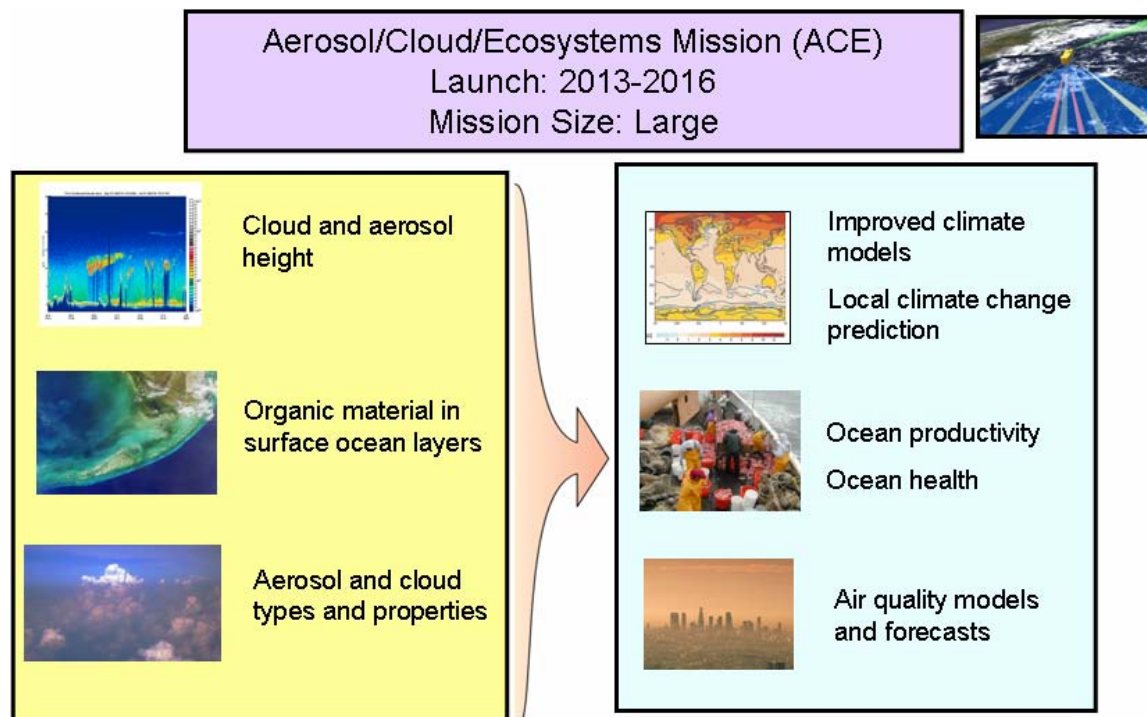 Aerosol/Cloud/Ecosystems Mission (ACE)
Launch: 2013-2016
Mission Size: Large
Cloud and aerosol
height
Organic material in
surface ocean layers
Aerosol and cloud
types and properties
Improved climate
models
Local climate change
prediction
Ocean productivity
Ocean health
Air quality models
and forecasts